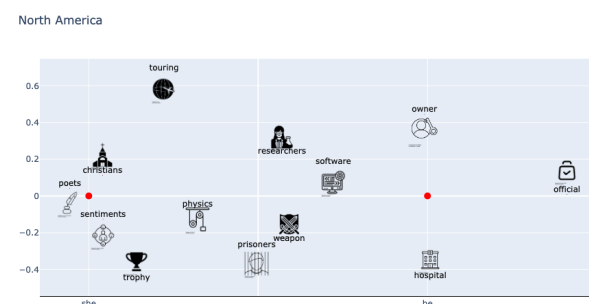 North America
touring
0.6
owner
0.4
researchers
0.2
software
christians
official
poets
0
physics
sentiments
weapon
−0.2
prisoners
trophy
hospital
−0.4
she
he